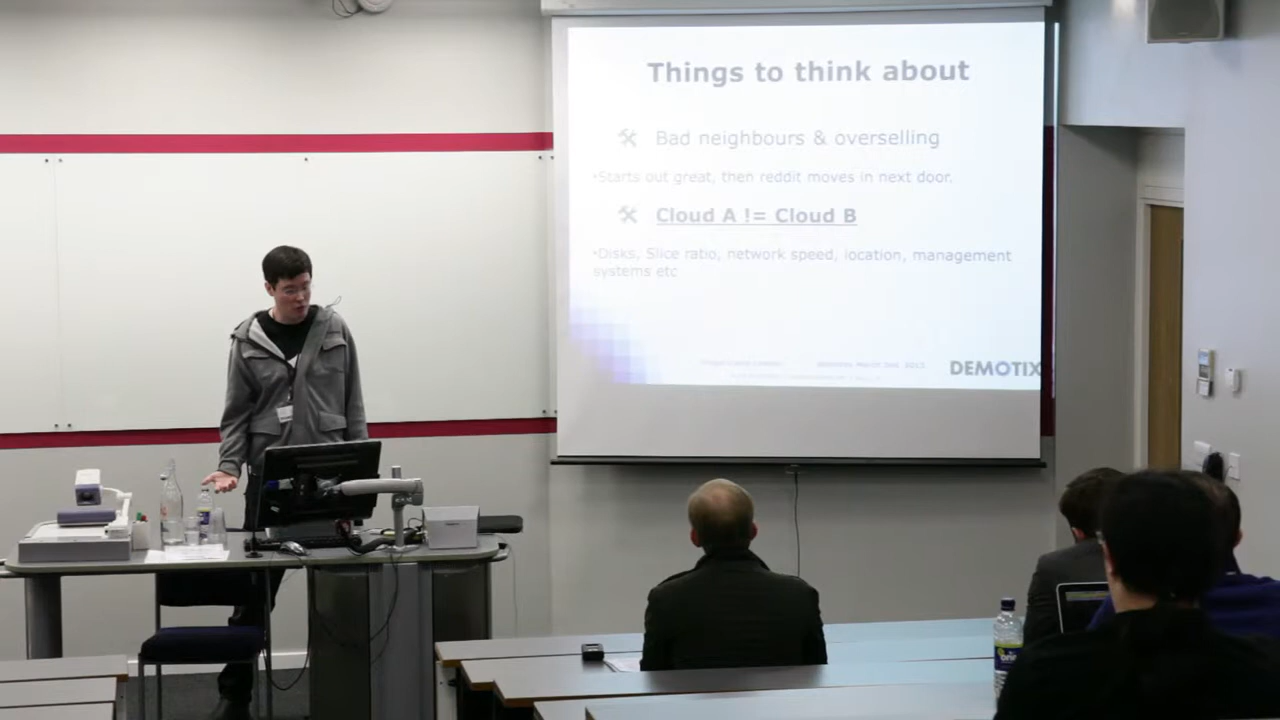 Things to think about
Bad neighbours & overselling
•Starts out great, then reddit moves in next door.
Cloud A != Cloud B
•Disks, Slice ratio, network speed, location, management
systems etc
DEMOTIX